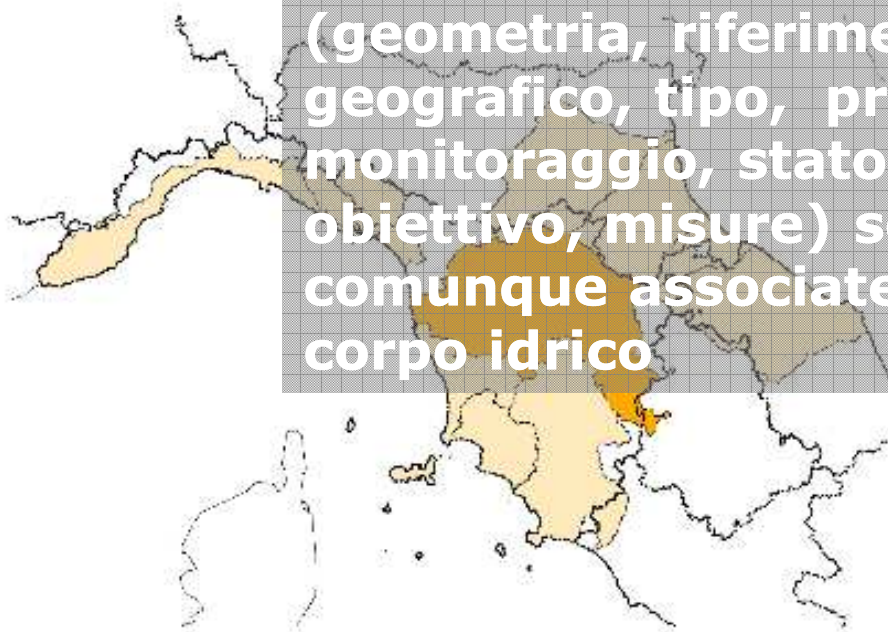 (geometria, riferime
geografico, tipo, pr
monitoraggio, stato
obiettivo, misure) s
comunque associate
corpo idrico